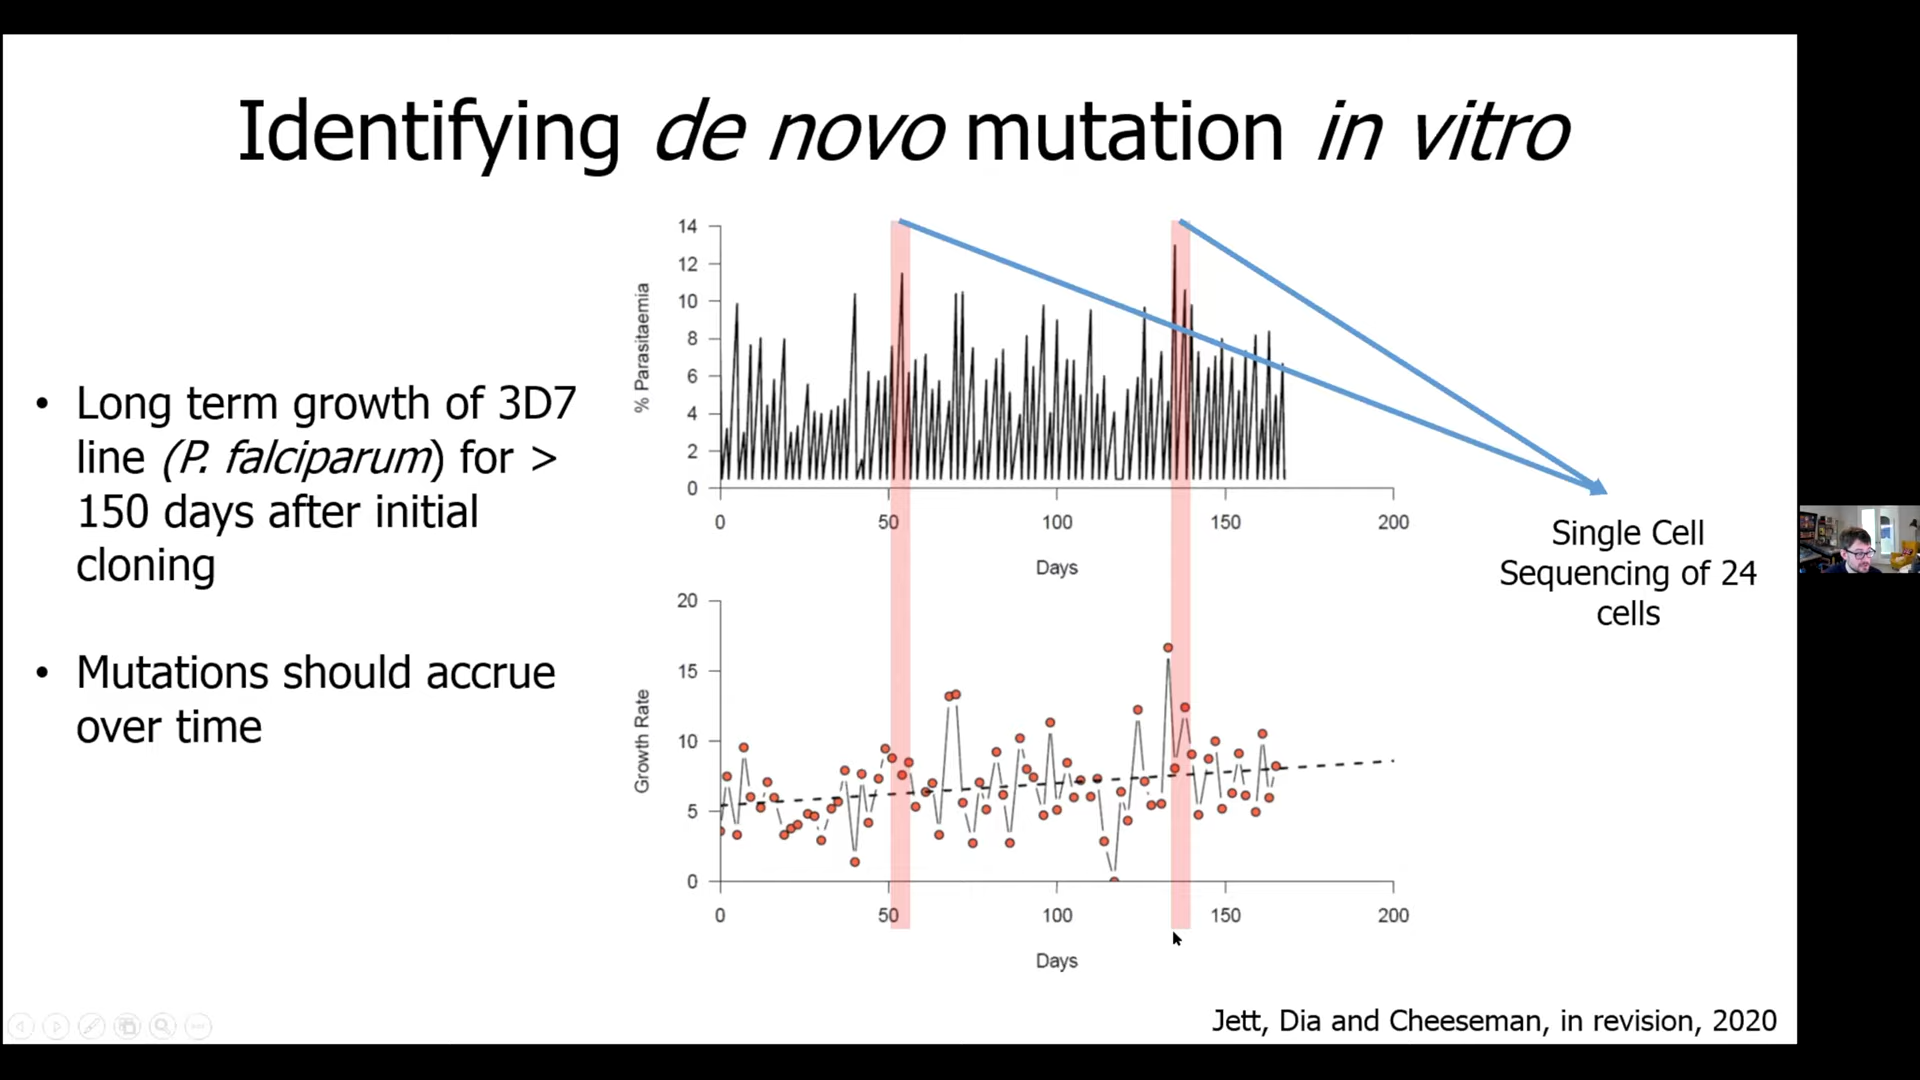 Identifying de novo mutation in vitro
• Long term growth of 3D7
line (P. falciparum) for >
150 days after initial
cloning
• Mutations should accrue
over time
% Parasitaemia
14
12
10
8
6
4
2
0
0 50 100 150 200
Days
Growth Rate
20
15
10
5
0
0 50 100 150 200
Days
Single Cell
Sequencing of 24
cells
Jett, Dia and Cheeseman, in revision, 2020